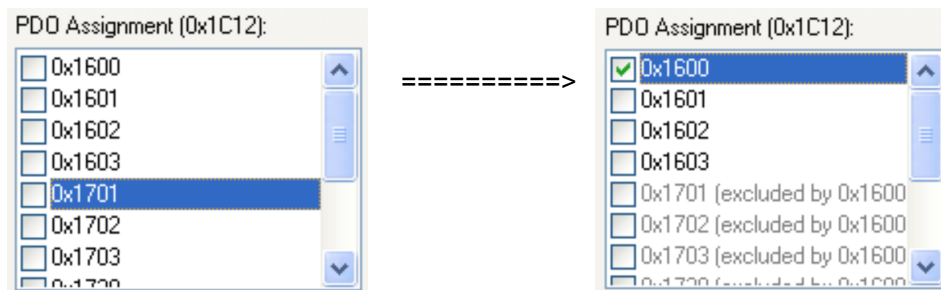 PDO Assignment (0x1C12):
0x1600
0x1601
0x1602
0x1603
0x1701
0x1702
0x1703
==========>
PDO Assignment (0x1C12):
0x1600
0x1601
0x1602
0x1603
0x1701 (excluded by 0x1600
0x1702 (excluded by 0x1600
0x1703 (excluded by 0x1600